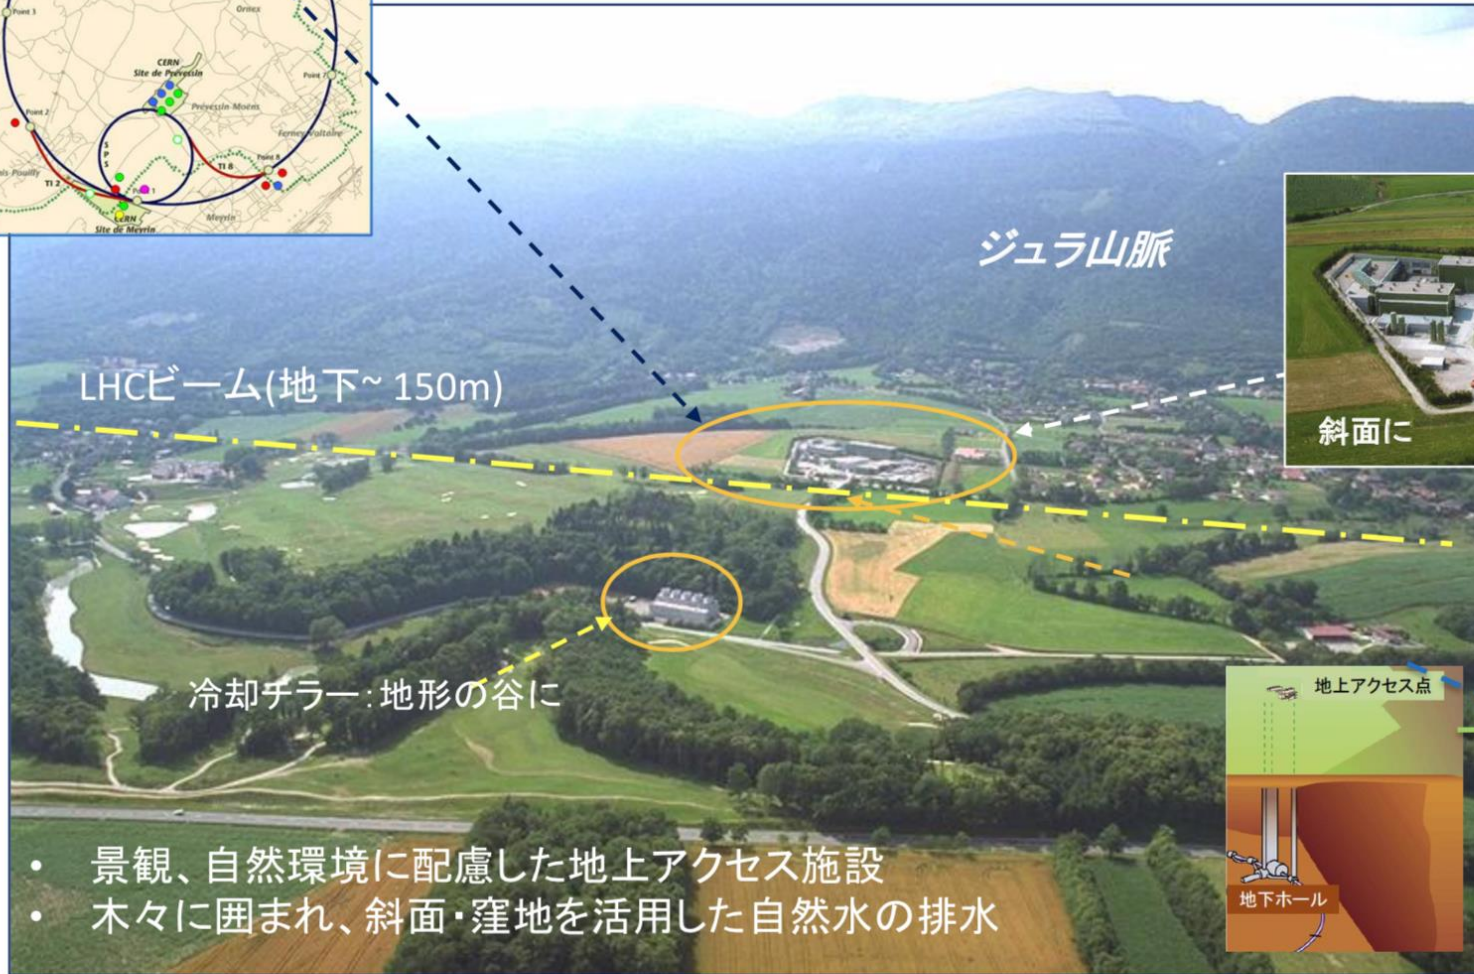 Point 3
Ornex
CERN
Site de Prévessin
Point 7
Point 2
Prévessin-Moëns
Ferney-Voltaire
SPS
Point 8
TI 8
TI 2
CERN
Site de Meyrin
Meyrin
ジュラ山脈
LHCビーム(地下~ 150m)
斜面に
冷却チラー：地形の谷に
地上アクセス点
地下ホール
• 景観、自然環境に配慮した地上アクセス施設
• 木々に囲まれ、斜面・窪地を活用した自然水の排水